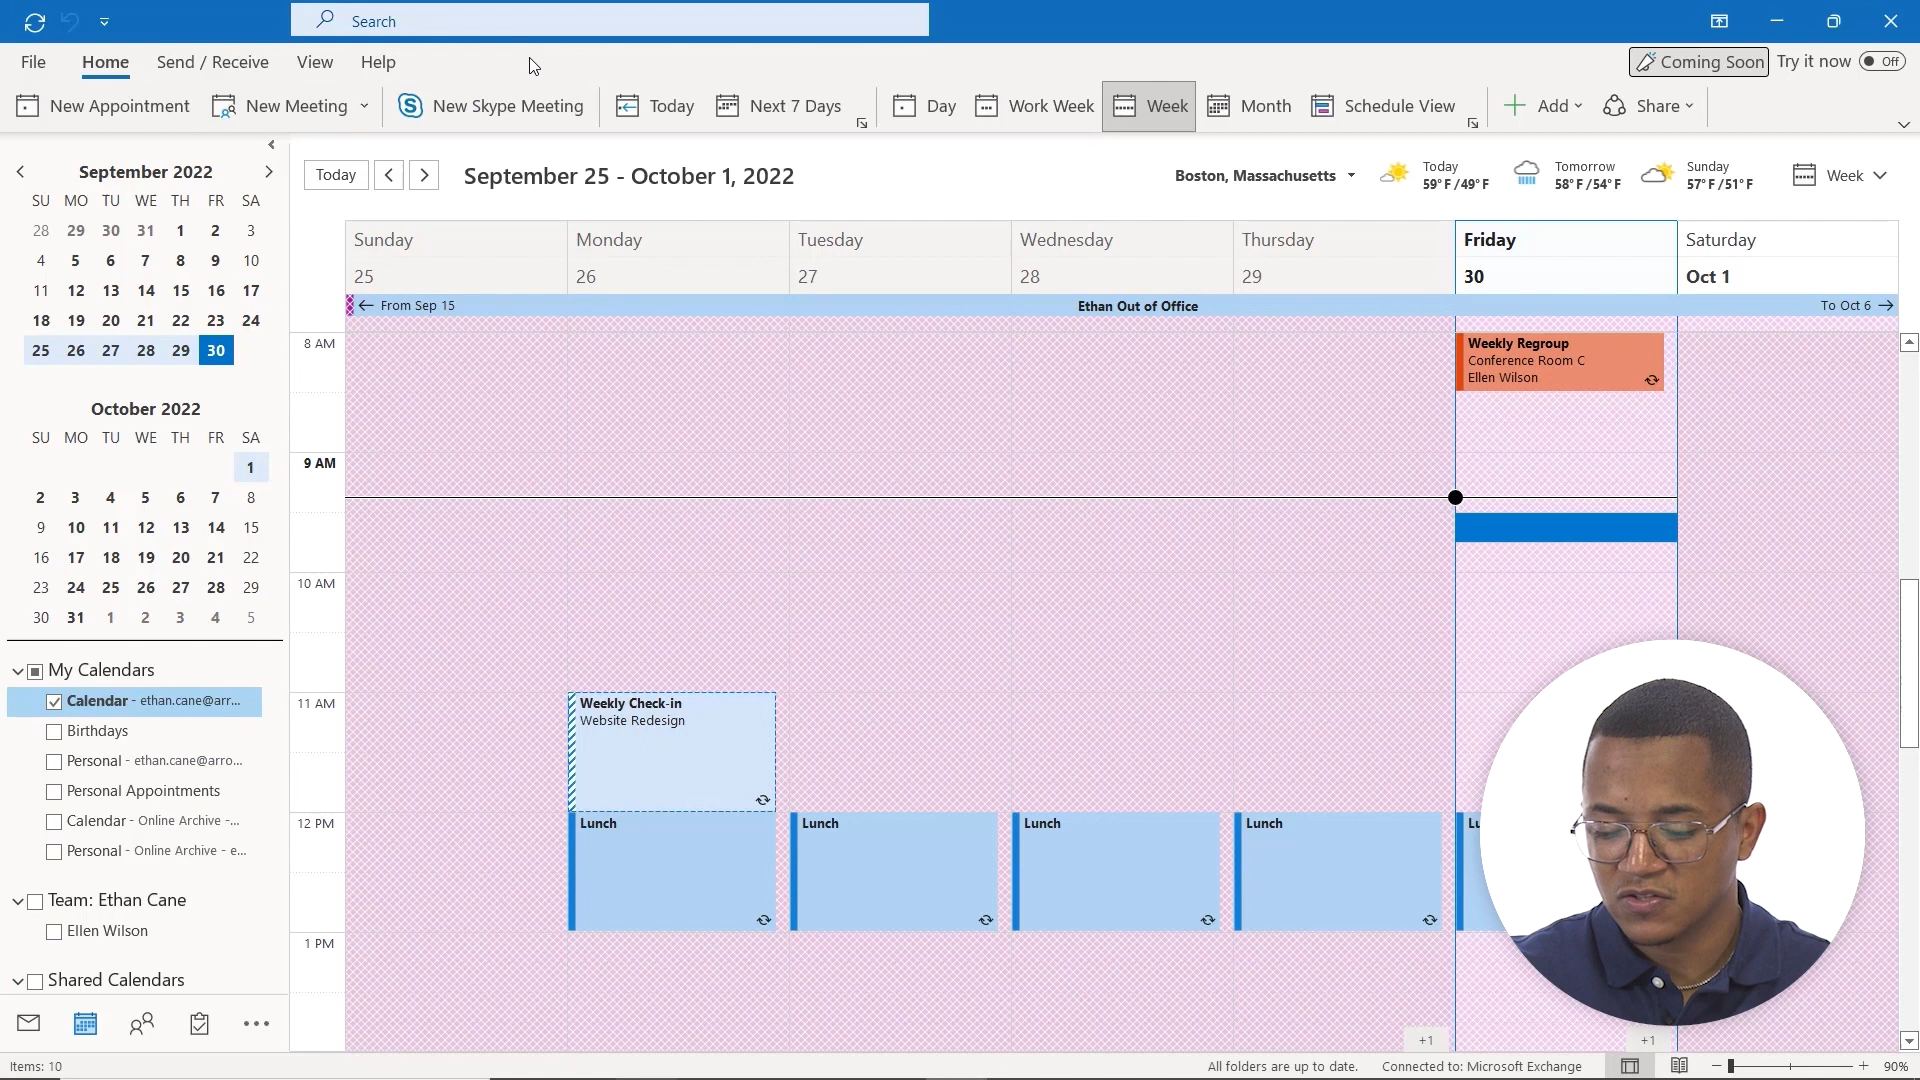 Search
File Home Send / Receive View Help
Coming Soon Try it now Off
New Appointment New Meeting New Skype Meeting Today Next 7 Days Day Work Week Week Month Schedule View Add Share
September 2022
SU MO TU WE TH FR SA
28 29 30 31 1 2 3
4 5 6 7 8 9 10
11 12 13 14 15 16 17
18 19 20 21 22 23 24
25 26 27 28 29 30
October 2022
SU MO TU WE TH FR SA
1
2 3 4 5 6 7 8
9 10 11 12 13 14 15
16 17 18 19 20 21 22
23 24 25 26 27 28 29
30 31 1 2 3 4 5
My Calendars
Calendar - ethan.cane@arr...
Birthdays
Personal - ethan.cane@arro...
Personal Appointments
Calendar - Online Archive -...
Personal - Online Archive - e...
Team: Ethan Cane
Ellen Wilson
Shared Calendars
Today September 25 - October 1, 2022
Boston, Massachusetts
Today
59°F/49°F
Tomorrow
58°F/54°F
Sunday
57°F/51°F
Week
Sunday Monday Tuesday Wednesday Thursday Friday Saturday
25 26 27 28 29 30 Oct 1
From Sep 15 Ethan Out of Office To Oct 6
8 AM
Weekly Regroup
Conference Room C
Ellen Wilson
9 AM
10 AM
11 AM
Weekly Check-in
Website Redesign
12 PM
Lunch Lunch Lunch Lunch Lu
1 PM
+1 +1
Items: 10
All folders are up to date. Connected to: Microsoft Exchange
90%